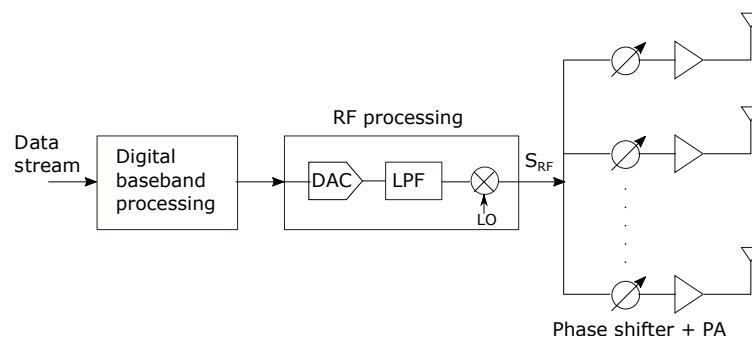 RF processing
Data
stream
Digital
baseband
processing
DAC
LPF
LO
S_RF
Phase shifter + PA